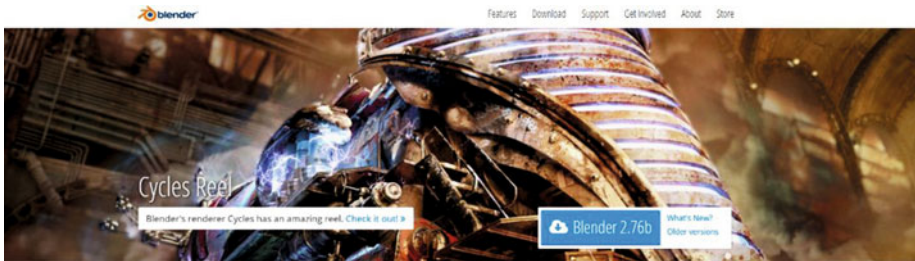 blender
Features Download Support Get Involved About Store
Cycles Reel
Blender's renderer Cycles has an amazing reel. Check it out! »
Blender 2.76b
What's New?
Older versions